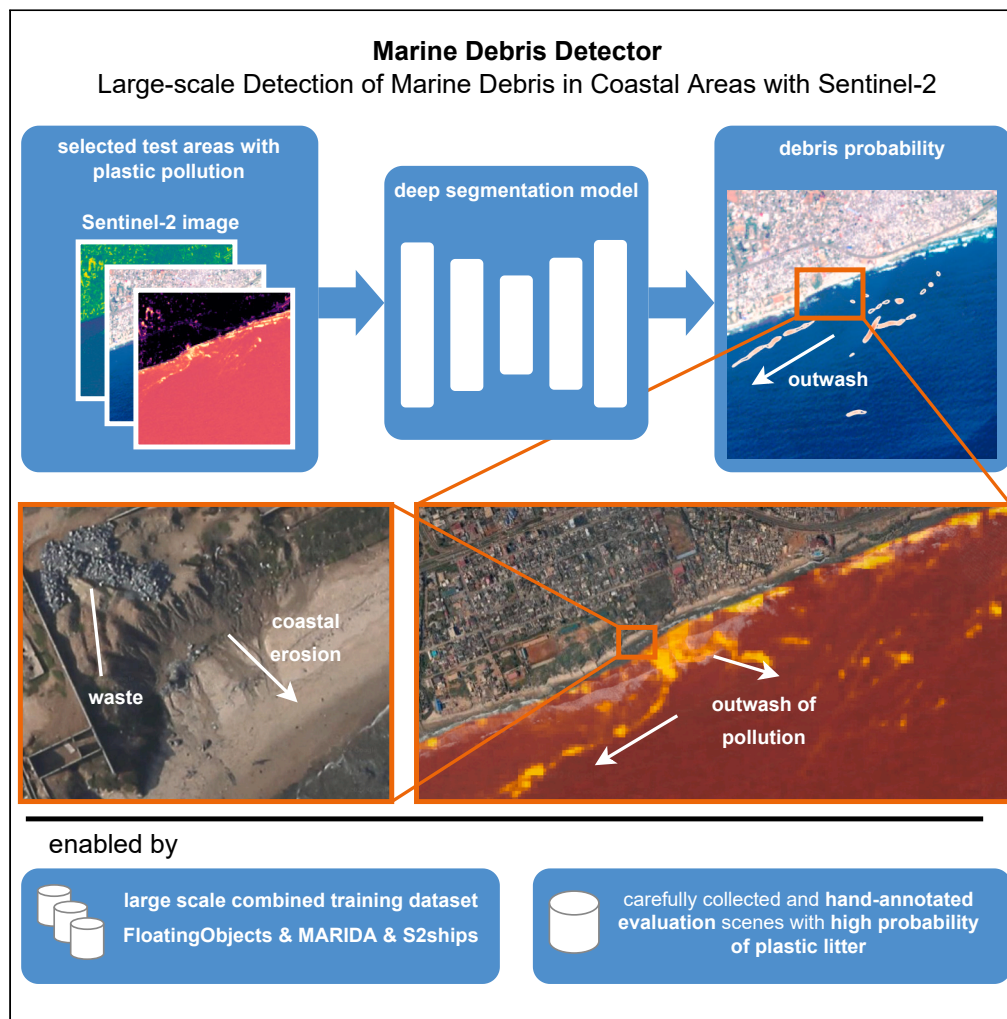 Marine Debris Detector
Large-scale Detection of Marine Debris in Coastal Areas with Sentinel-2
selected test areas with
plastic pollution
Sentinel-2 image
deep segmentation model
debris probability
outwash
waste
coastal
erosion
outwash of
pollution
enabled by
large scale combined training dataset
FloatingObjects & MARIDA & S2ships
carefully collected and hand-annotated
evaluation scenes with high probability
of plastic litter